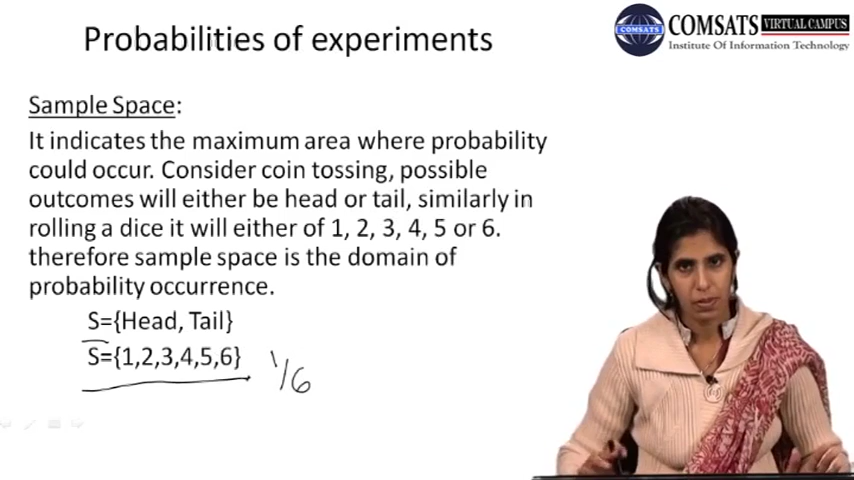 Probabilities of experiments
COMSATS VIRTUAL CAMPUS
COMSATS
Institute Of Information Technology
Sample Space:
It indicates the maximum area where probability
could occur. Consider coin tossing, possible
outcomes will either be head or tail, similarly in
rolling a dice it will either of 1, 2, 3, 4, 5 or 6.
therefore sample space is the domain of
probability occurrence.
S={Head, Tail}
S={1,2,3,4,5,6} 1/6